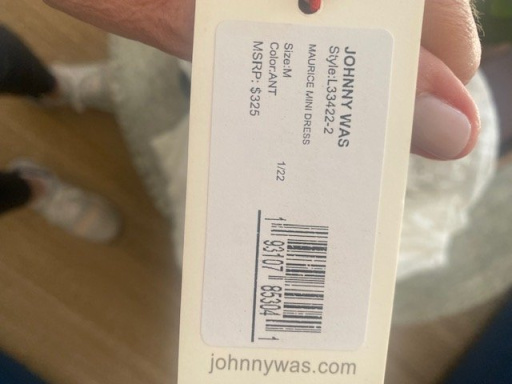 JOHNNY WAS
Style:L33422-2
MAURICE MINI DRESS
Size:M 1/22
Color:ANT
MSRP: $325
1 93107 85304 1
johnnywas.com